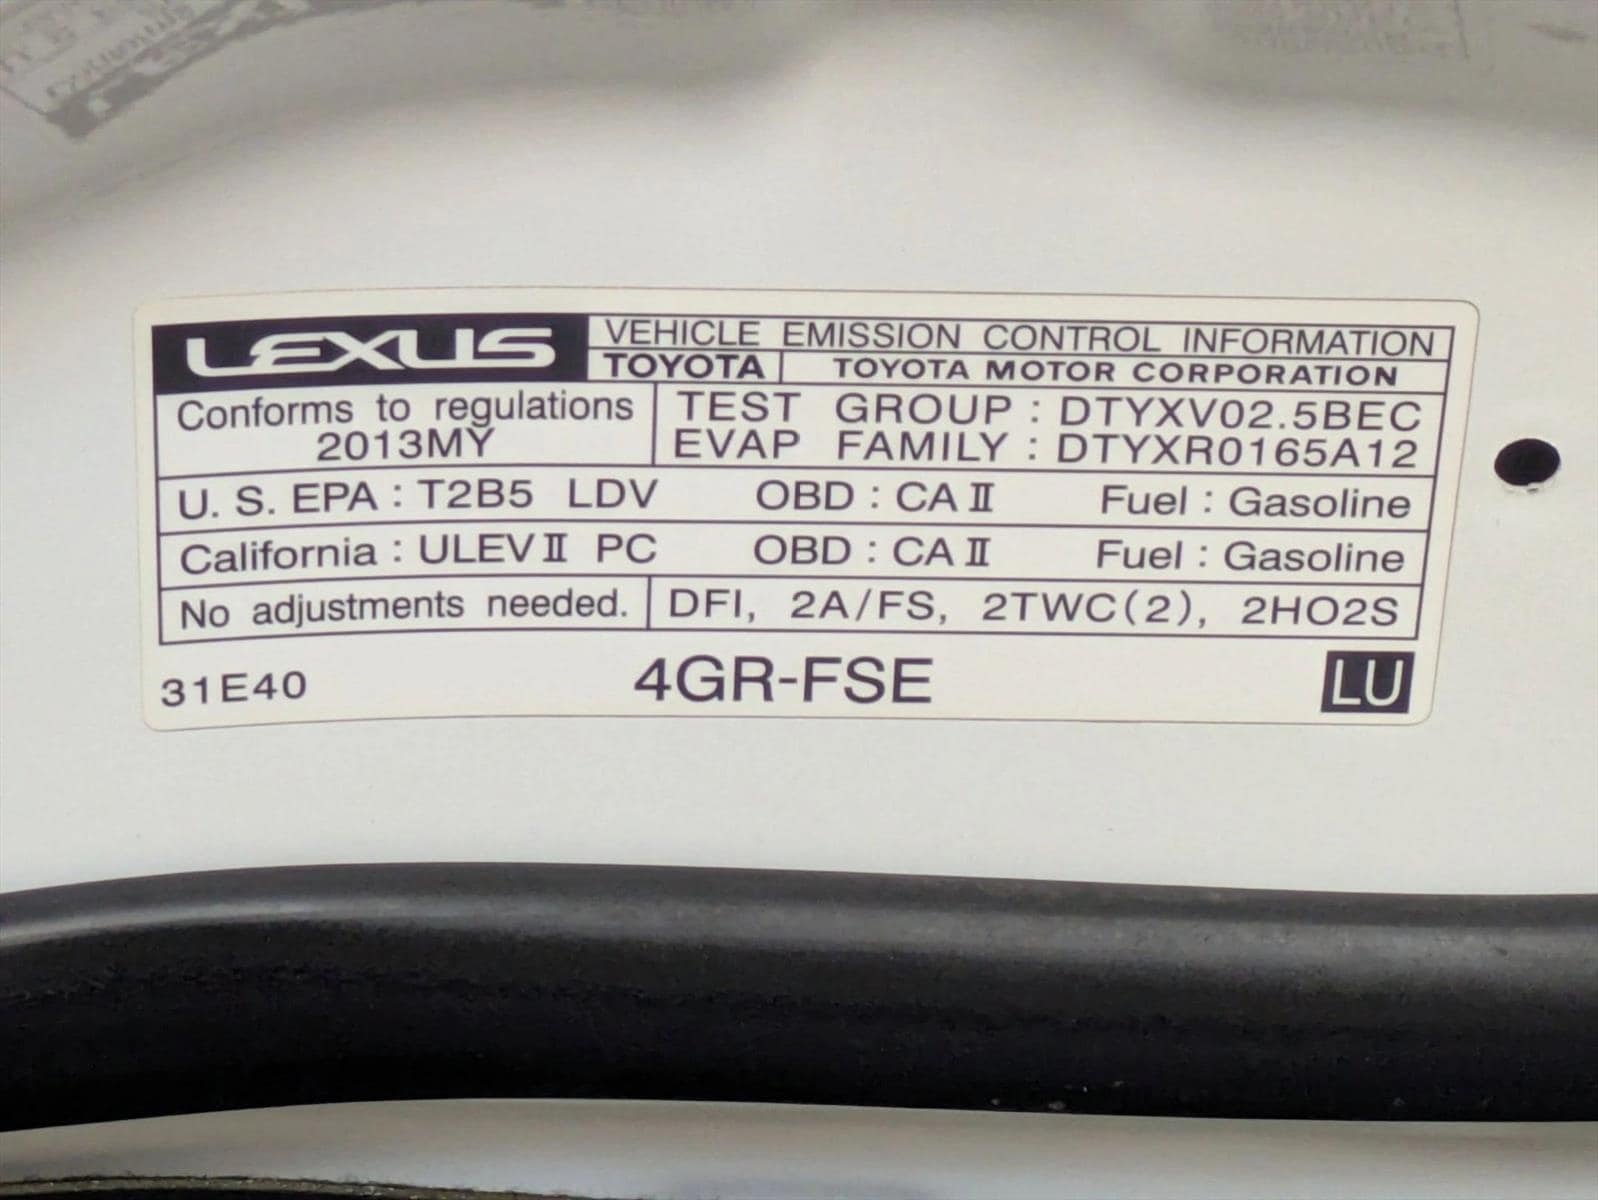 LEXUS VEHICLE EMISSION CONTROL INFORMATION
TOYOTA TOYOTA MOTOR CORPORATION
Conforms to regulations
2013MY
TEST GROUP : DTYXV02.5BEC
EVAP FAMILY : DTYXR0165A12
U. S. EPA : T2B5 LDV OBD : CA II Fuel : Gasoline
California : ULEV II PC OBD : CA II Fuel : Gasoline
No adjustments needed. DFI, 2A/FS, 2TWC(2), 2HO2S
31E40 4GR-FSE LU